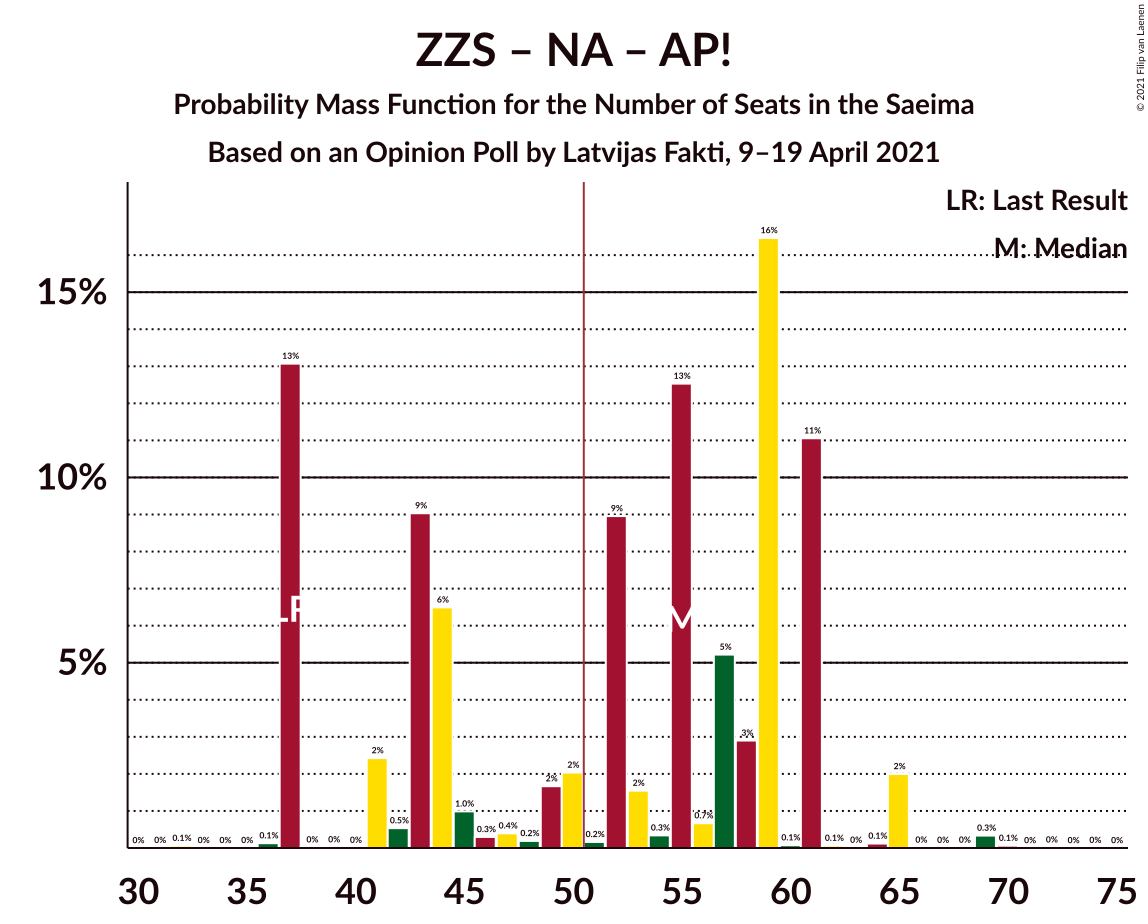 ZZS – NA – AP!
Probability Mass Function for the Number of Seats in the Saeima
Based on an Opinion Poll by Latvijas Fakti, 9–19 April 2021
© 2021 Filip van Laenen
LR: Last Result
M: Median
15%
10%
5%
0% 0% 0.1% 0% 0% 0% 0.1% 13% 0% 0% 0% 2% 0.5% 9% 6% 1.0% 0.3% 0.4% 0.2% 2% 2% 0.2% 9% 2% 0.3% 13% 0.7% 5% 3% 16% 0.1% 11% 0.1% 0% 0.1% 2% 0% 0% 0% 0.3% 0.1% 0% 0% 0% 0% 0%
LR
M
30 35 40 45 50 55 60 65 70 75